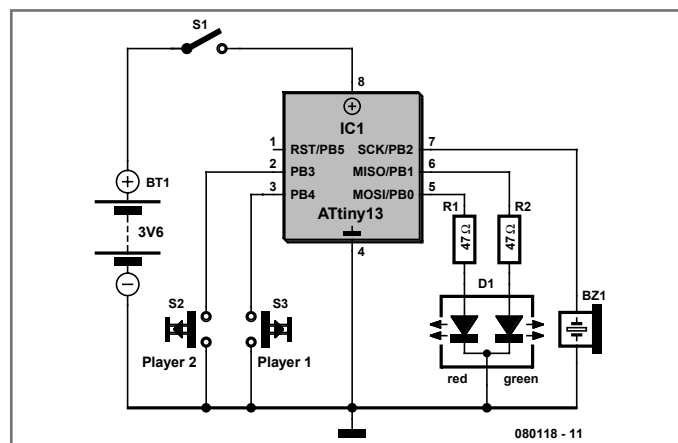 S1
8
IC1
1
RST/PB5
SCK/PB2
7
2
PB3
MISO/PB1
6
3
PB4
MOSI/PB0
5
ATtiny13
4
BT1
3V6
R1
R2
47Ω
47Ω
D1
BZ1
S2
S3
Player 2
Player 1
red
green
080118 - 11